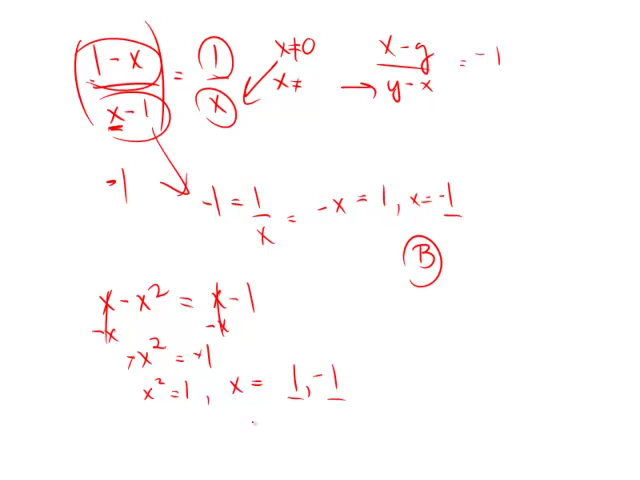 (1-x)/(x-1) = 1/x x≠0
x≠ → (x-y)/(y-x) = -1
-1
-1 = 1/x = -x = 1, x = -1
B
x - x² = x - 1
-x -x
-x² = -1
x² = 1, x = 1, -1